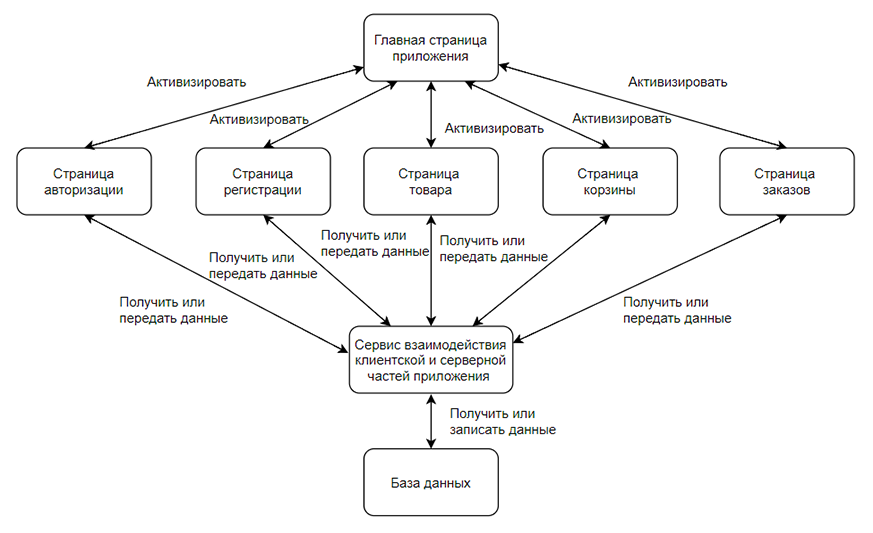 Главная страница
приложения
Активизировать
Активизировать
Активизировать
Активизировать
Активизировать
Страница
авторизации
Страница
регистрации
Страница
товара
Страница
корзины
Страница
заказов
Получить или
передать данные
Получить или
передать данные
Получить или
передать данные
Получить или
передать данные
Получить или
передать данные
Сервис взаимодействия
клиентской и серверной
частей приложения
Получить или
записать данные
База данных